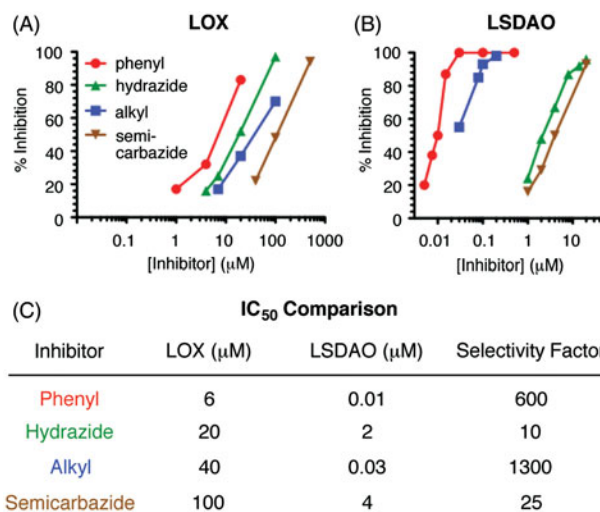 (A) LOX
100
80
60
40
20
0
% Inhibition
phenyl
hydrazide
alkyl
semi-
carbazide
0.1 1 10 100 1000
[Inhibitor] (μM)
(B) LSDAO
100
80
60
40
20
0
% Inhibition
0.01 0.1 1 10
[Inhibitor] (μM)
(C) IC50 Comparison
Inhibitor LOX (μM) LSDAO (μM) Selectivity Factor
Phenyl 6 0.01 600
Hydrazide 20 2 10
Alkyl 40 0.03 1300
Semicarbazide 100 4 25